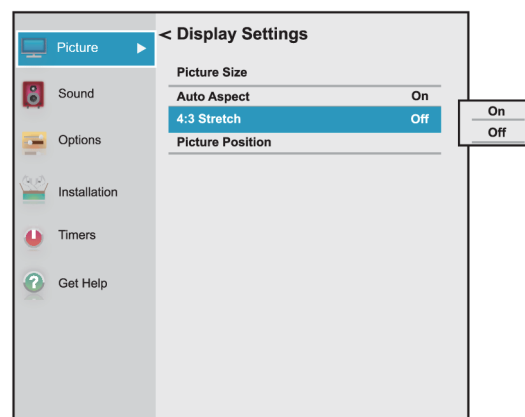 Picture
Sound
Options
Installation
Timers
Get Help
< Display Settings
Picture Size
Auto Aspect On
4:3 Stretch Off
Picture Position
On
Off